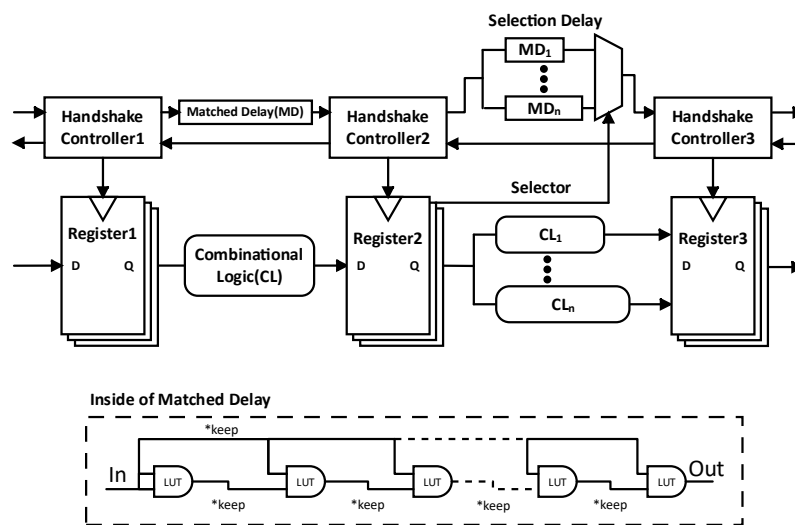 Selection Delay
MD1
MDn
Handshake Controller1
Matched Delay(MD)
Handshake Controller2
Handshake Controller3
Selector
Register1
D Q
Combinational Logic(CL)
Register2
D Q
CL1
CLn
Register3
D Q
Inside of Matched Delay
*keep
In
LUT
LUT
LUT
LUT
LUT
Out
*keep
*keep
*keep
*keep